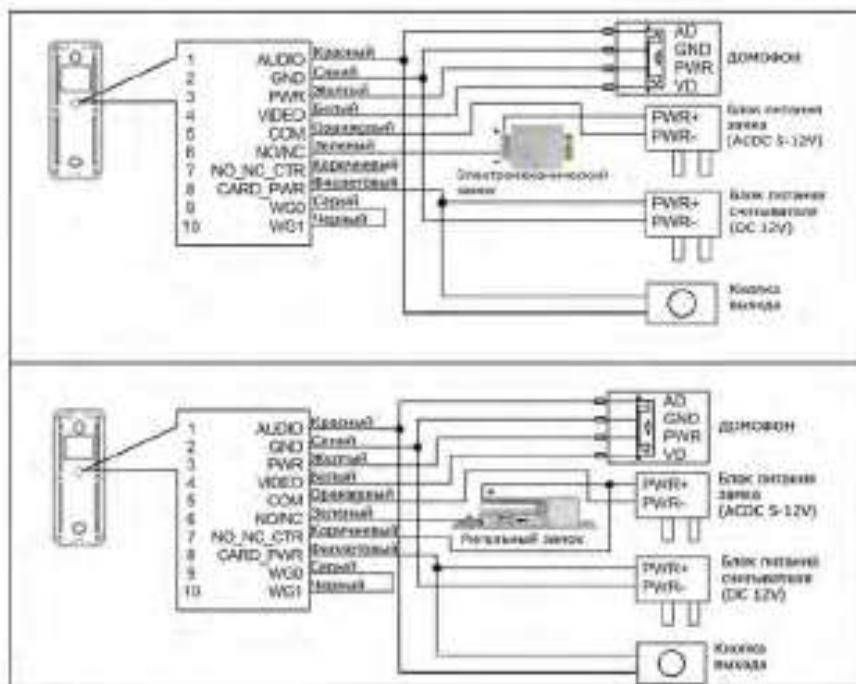 1 AUDIO Красный
2 GND Синий
3 PWR Желтый
4 VIDEO Белый
5 COM Оранжевый
6 NO/NC Зеленый
7 NO_NC_CTR Коричневый
8 CARD_PWR Фиолетовый
9 WG0 Серый
10 WG1 Черный
AD
GND
PWR
VD
ДОМОФОН
+
-
Электромеханический
замок
PWR+
PWR-
Блок питания
замка
(ACDC 5-12V)
PWR+
PWR-
Блок питания
считывателя
(DC 12V)
Кнопка
выхода
1 AUDIO Красный
2 GND Синий
3 PWR Желтый
4 VIDEO Белый
5 COM Оранжевый
6 NO/NC Зеленый
7 NO_NC_CTR Коричневый
8 CARD_PWR Фиолетовый
9 WG0 Серый
10 WG1 Черный
AD
GND
PWR
VD
ДОМОФОН
+
-
Ригельный замок
PWR+
PWR-
Блок питания
замка
(ACDC 5-12V)
PWR+
PWR-
Блок питания
считывателя
(DC 12V)
Кнопка
выхода